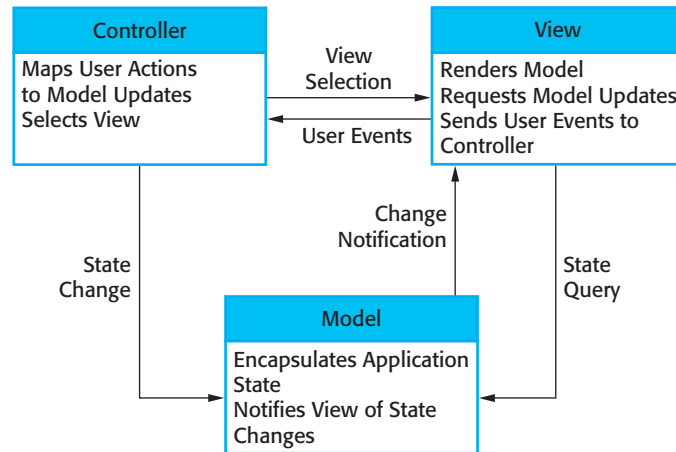 Controller
Maps User Actions
to Model Updates
Selects View
View
Selection
User Events
View
Renders Model
Requests Model Updates
Sends User Events to
Controller
State
Change
Change
Notification
State
Query
Model
Encapsulates Application
State
Notifies View of State
Changes